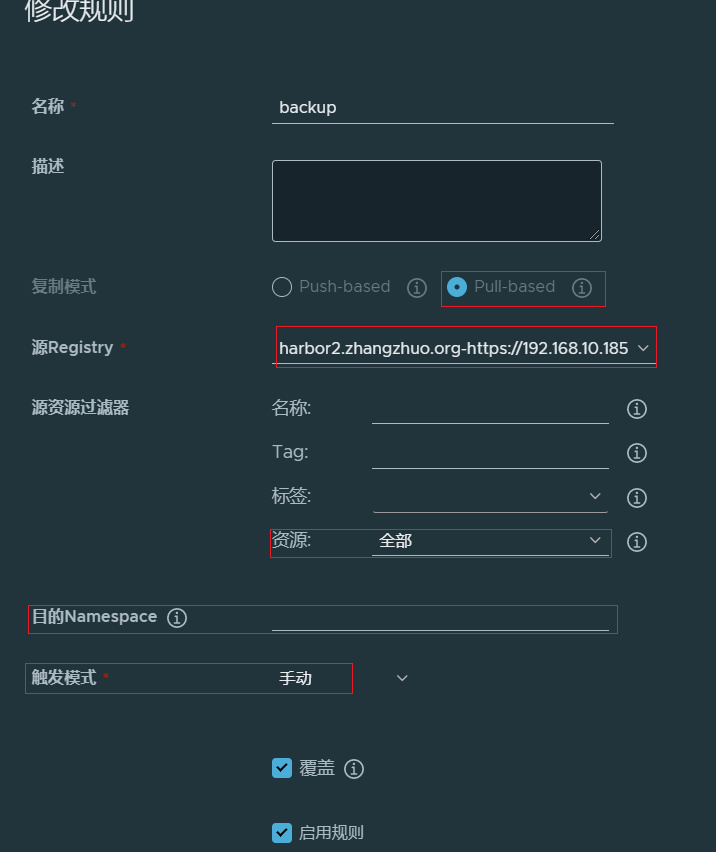 修改规则
名称 * backup
描述
复制模式 Push-based Pull-based
源Registry * harbor2.zhangzhuo.org-https://192.168.10.185
源资源过滤器 名称:
Tag:
标签:
资源: 全部
目的Namespace
触发模式 * 手动
覆盖
启用规则